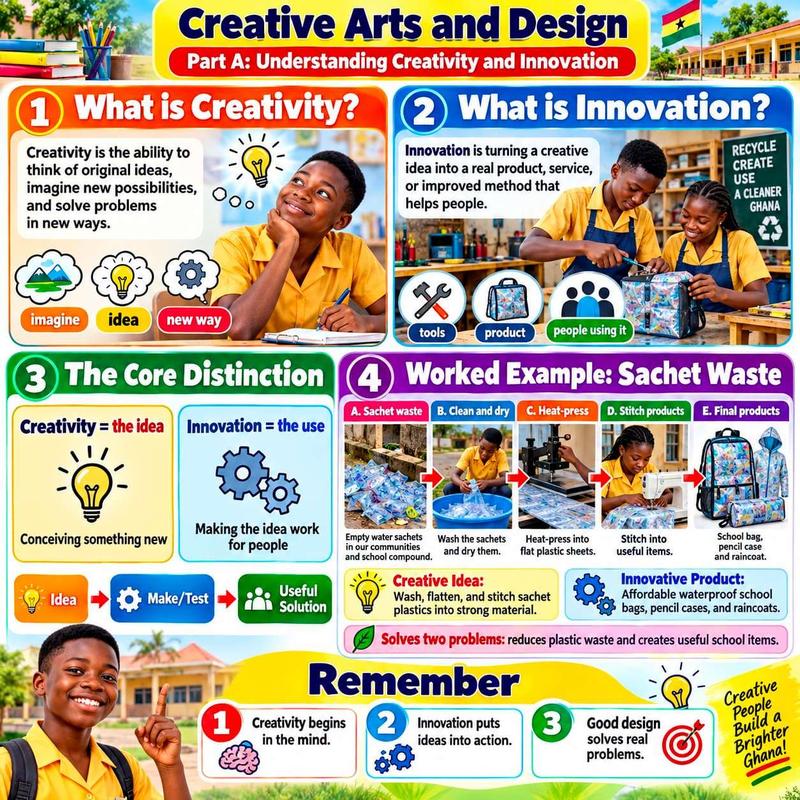 Creative Arts and Design
Part A: Understanding Creativity and Innovation
1 What is Creativity?
Creativity is the ability to
think of original ideas,
imagine new possibilities,
and solve problems
in new ways.
imagine
idea
new way
2 What is Innovation?
Innovation is turning a creative
idea into a real product, service,
or improved method that
helps people.
RECYCLE
CREATE
USE
A CLEANER
GHANA
tools
product
people using it
3 The Core Distinction
Creativity = the idea
Conceiving something new
Innovation = the use
Making the idea work
for people
Idea
Make/Test
Useful
Solution
4 Worked Example: Sachet Waste
A. Sachet waste
Empty water sachets
in our communities
and school compound.
B. Clean and dry
Wash the sachets
and dry them.
C. Heat-press
Heat-press into
flat plastic sheets.
D. Stitch products
Stitch into
useful items.
E. Final products
School bag,
pencil case
and raincoat.
Creative Idea:
Wash, flatten, and stitch sachet
plastics into strong material.
Innovative Product:
Affordable waterproof school
bags, pencil cases, and raincoats.
Solves two problems: reduces plastic waste and creates useful school items.
Remember
1 Creativity begins
in the mind.
2 Innovation puts
ideas into action.
3 Good design
solves real
problems.
Creative
People
Build a
Brighter
Ghana!